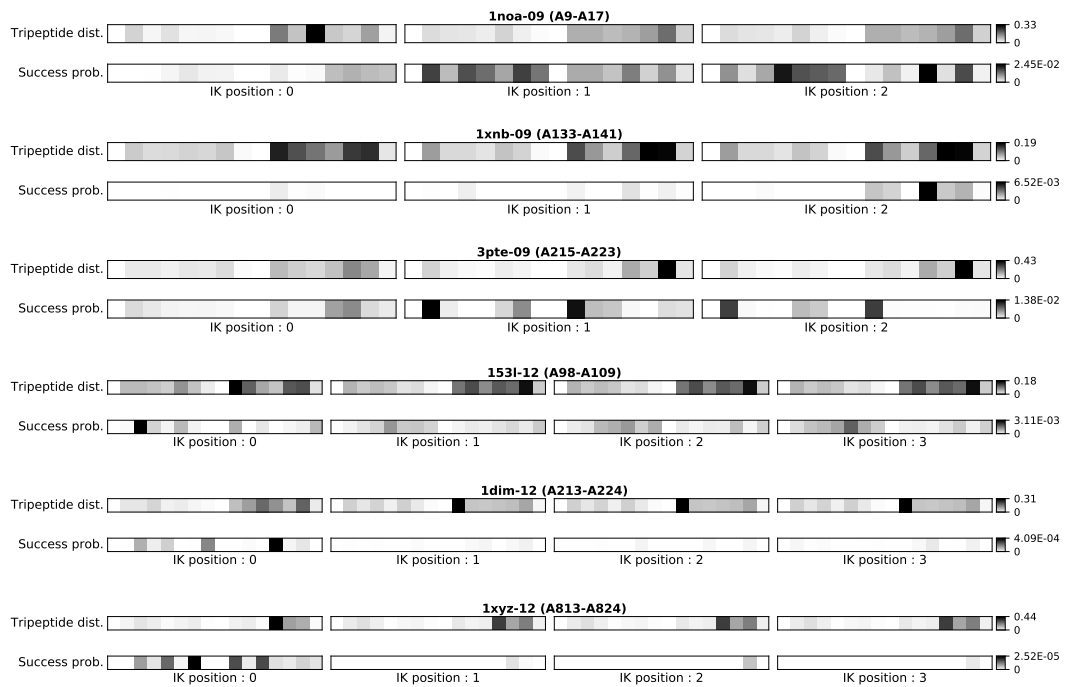 1noa-09 (A9-A17)
Tripeptide dist.
0.33
0
Success prob.
2.45E-02
0
IK position : 0
IK position : 1
IK position : 2
1xnb-09 (A133-A141)
Tripeptide dist.
0.19
0
Success prob.
6.52E-03
0
IK position : 0
IK position : 1
IK position : 2
3pte-09 (A215-A223)
Tripeptide dist.
0.43
0
Success prob.
1.38E-02
0
IK position : 0
IK position : 1
IK position : 2
153l-12 (A98-A109)
Tripeptide dist.
0.18
0
Success prob.
3.11E-03
0
IK position : 0
IK position : 1
IK position : 2
IK position : 3
1dim-12 (A213-A224)
Tripeptide dist.
0.31
0
Success prob.
4.09E-04
0
IK position : 0
IK position : 1
IK position : 2
IK position : 3
1xyz-12 (A813-A824)
Tripeptide dist.
0.44
0
Success prob.
2.52E-05
0
IK position : 0
IK position : 1
IK position : 2
IK position : 3